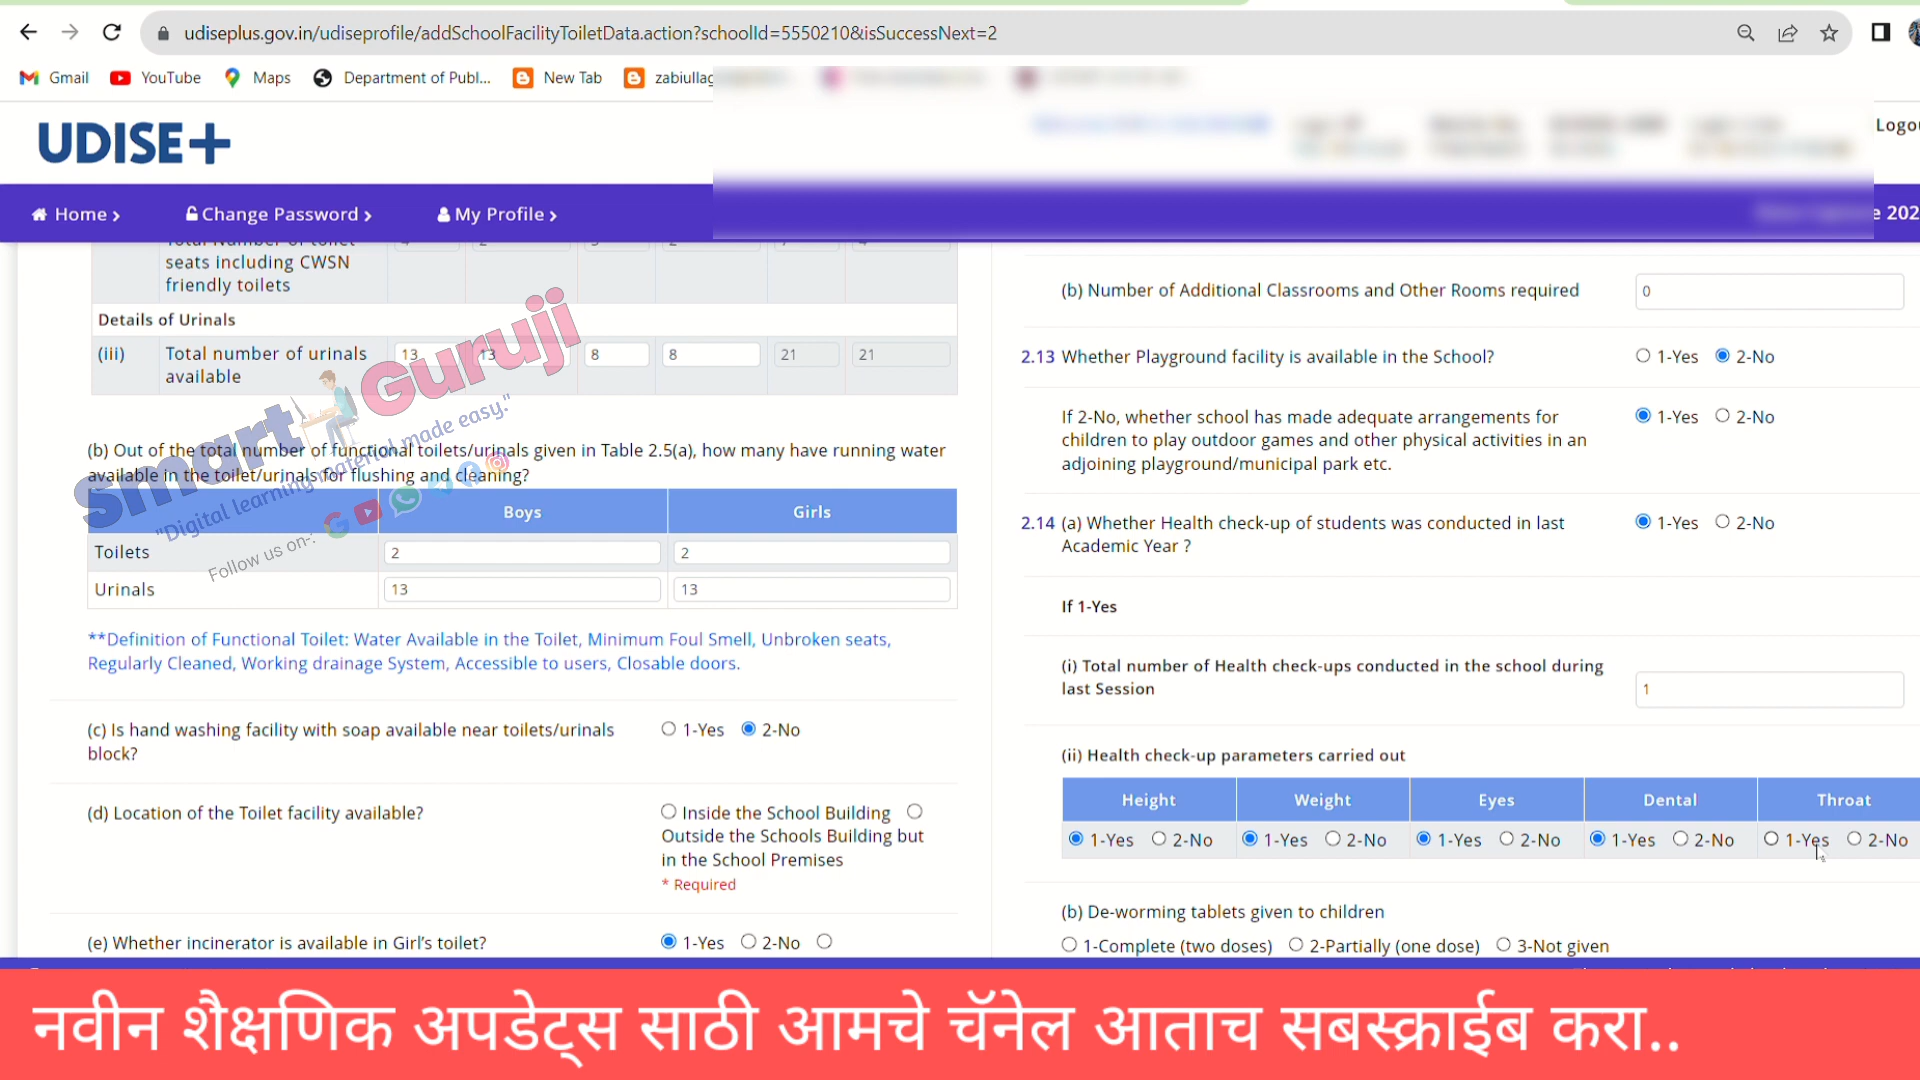 udiseplus.gov.in/udiseprofile/addSchoolFacilityToiletData.action?schoolId=5550210&isSuccessNext=2
Gmail YouTube Maps Department of Publ... New Tab zabiullag
UDISE+
Logou
Home Change Password My Profile
e 202
Total Number of toilet
seats including CWSN
friendly toilets
Details of Urinals
(iii) Total number of urinals
available
13 13 8 8 21 21
(b) Out of the total number of functional toilets/urinals given in Table 2.5(a), how many have running water
available in the toilet/urinals for flushing and cleaning?
Boys Girls
Toilets 2 2
Urinals 13 13
**Definition of Functional Toilet: Water Available in the Toilet, Minimum Foul Smell, Unbroken seats,
Regularly Cleaned, Working drainage System, Accessible to users, Closable doors.
(c) Is hand washing facility with soap available near toilets/urinals
block?
1-Yes 2-No
(d) Location of the Toilet facility available?
Inside the School Building
Outside the Schools Building but
in the School Premises
* Required
(e) Whether incinerator is available in Girl's toilet?
1-Yes 2-No
Smart Guruji
"Digital learning material made easy."
Follow us on-:
(b) Number of Additional Classrooms and Other Rooms required 0
2.13 Whether Playground facility is available in the School? 1-Yes 2-No
If 2-No, whether school has made adequate arrangements for
children to play outdoor games and other physical activities in an
adjoining playground/municipal park etc.
1-Yes 2-No
2.14 (a) Whether Health check-up of students was conducted in last
Academic Year ?
1-Yes 2-No
If 1-Yes
(i) Total number of Health check-ups conducted in the school during
last Session
1
(ii) Health check-up parameters carried out
Height Weight Eyes Dental Throat
1-Yes 2-No 1-Yes 2-No 1-Yes 2-No 1-Yes 2-No 1-Yes 2-No
(b) De-worming tablets given to children
1-Complete (two doses) 2-Partially (one dose) 3-Not given
नवीन शैक्षणिक अपडेट्स साठी आमचे चॅनेल आताच सबस्क्राईब करा..